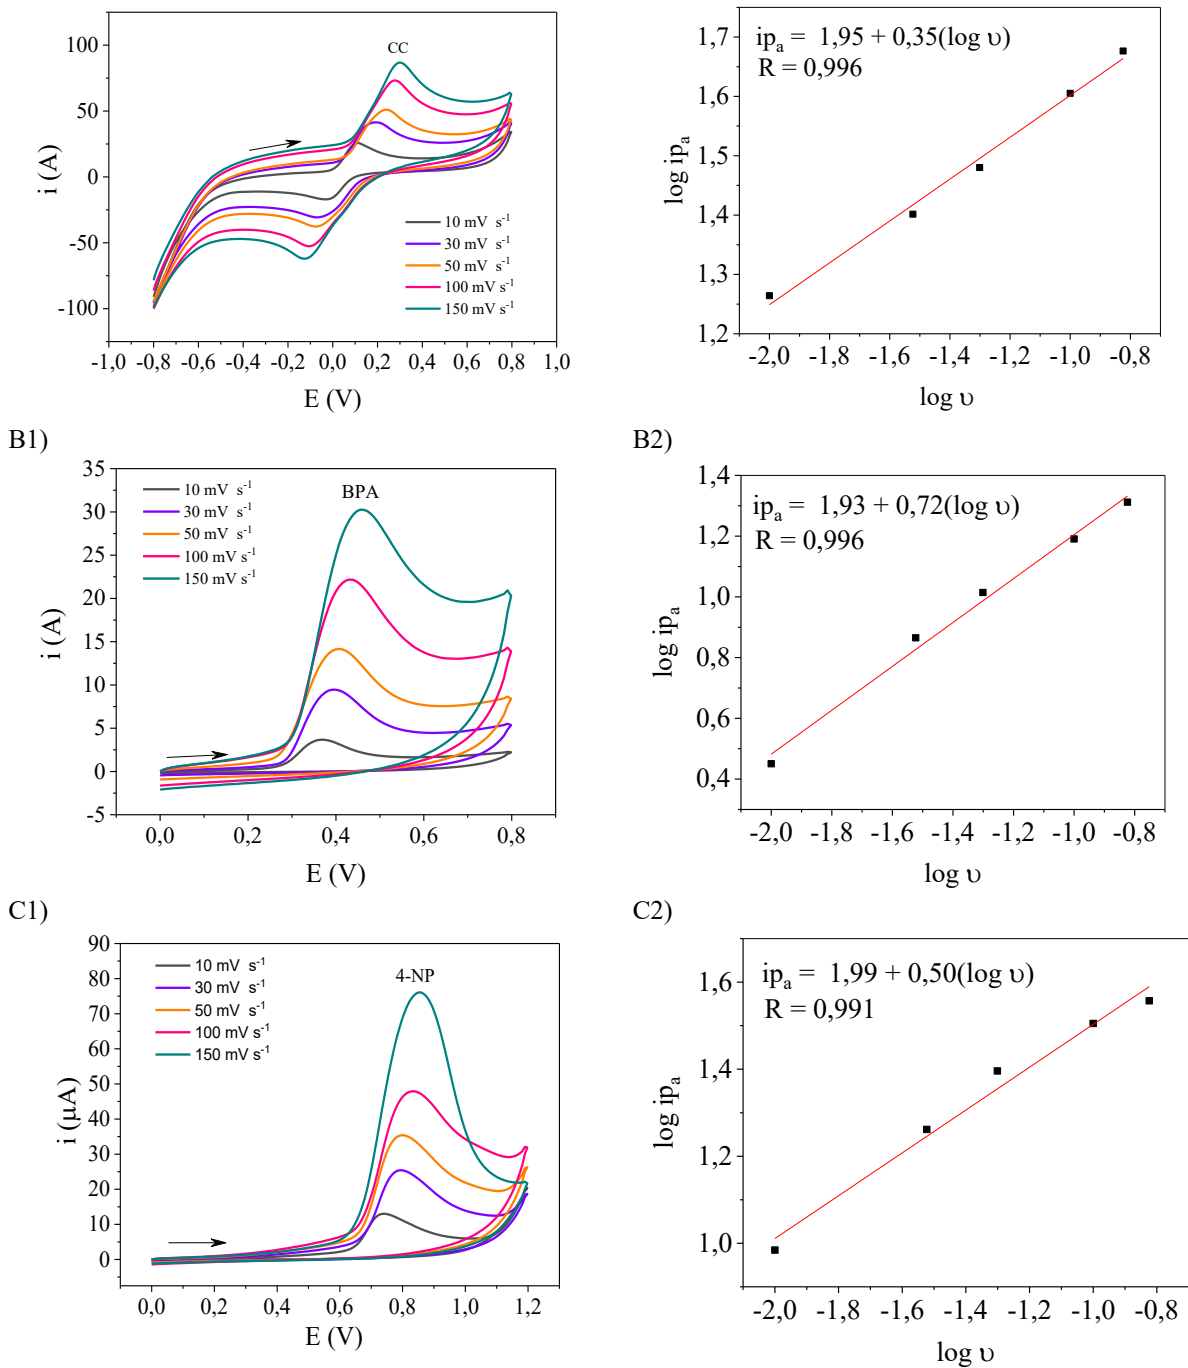 CC
i (A)
100
50
0
-50
-100
10 mV s⁻¹
30 mV s⁻¹
50 mV s⁻¹
100 mV s⁻¹
150 mV s⁻¹
-1,0 -0,8 -0,6 -0,4 -0,2 0,0 0,2 0,4 0,6 0,8 1,0
E (V)
ipₐ = 1,95 + 0,35(log υ)
R = 0,996
log ipₐ
1,7
1,6
1,5
1,4
1,3
1,2
-2,0 -1,8 -1,6 -1,4 -1,2 -1,0 -0,8
log υ
B1)
BPA
10 mV s⁻¹
30 mV s⁻¹
50 mV s⁻¹
100 mV s⁻¹
150 mV s⁻¹
i (A)
35
30
25
20
15
10
5
0
-5
0,0 0,2 0,4 0,6 0,8
E (V)
B2)
ipₐ = 1,93 + 0,72(log υ)
R = 0,996
log ipₐ
1,4
1,2
1,0
0,8
0,6
0,4
-2,0 -1,8 -1,6 -1,4 -1,2 -1,0 -0,8
log υ
C1)
4-NP
10 mV s⁻¹
30 mV s⁻¹
50 mV s⁻¹
100 mV s⁻¹
150 mV s⁻¹
i (μA)
90
80
70
60
50
40
30
20
10
0
0,0 0,2 0,4 0,6 0,8 1,0 1,2
E (V)
C2)
ipₐ = 1,99 + 0,50(log υ)
R = 0,991
log ipₐ
1,6
1,4
1,2
1,0
-2,0 -1,8 -1,6 -1,4 -1,2 -1,0 -0,8
log υ